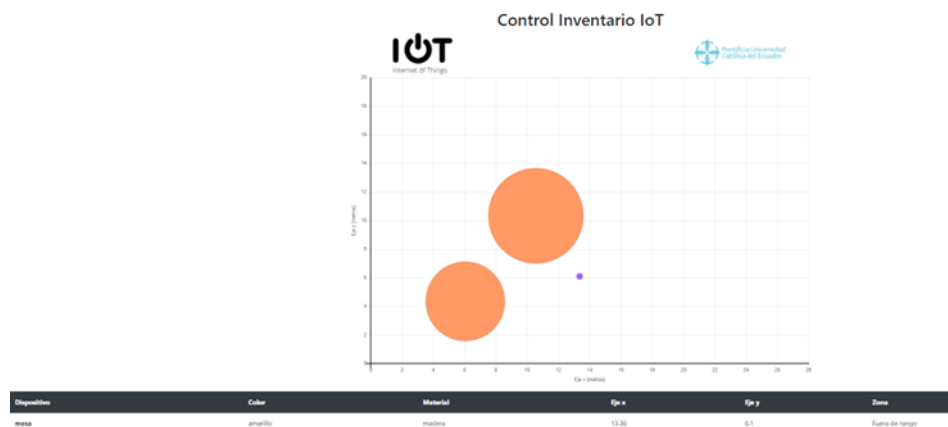 Control Inventario IoT
IOT
Internet of Things
Pontificia Universidad
Católica del Ecuador
20
18
16
14
12
10
8
6
4
2
0
Eje y [metros]
0 2 4 6 8 10 12 14 16 18 20 22 24 26 28
Eje x [metros]
Dispositivo Color Material Eje x Eje y Zona
mesa amarillo madera 13.36 6.1 Fuera de rango